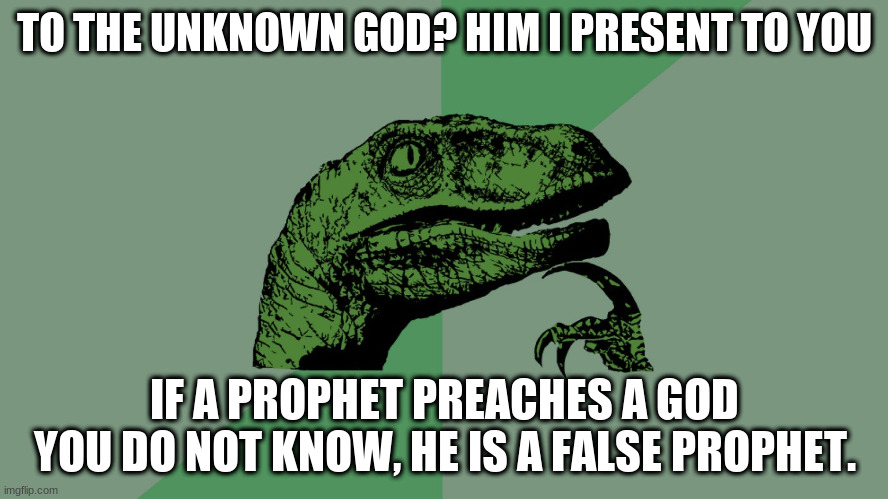 TO THE UNKNOWN GOD? HIM I PRESENT TO YOU
IF A PROPHET PREACHES A GOD
YOU DO NOT KNOW, HE IS A FALSE PROPHET.
imgflip.com